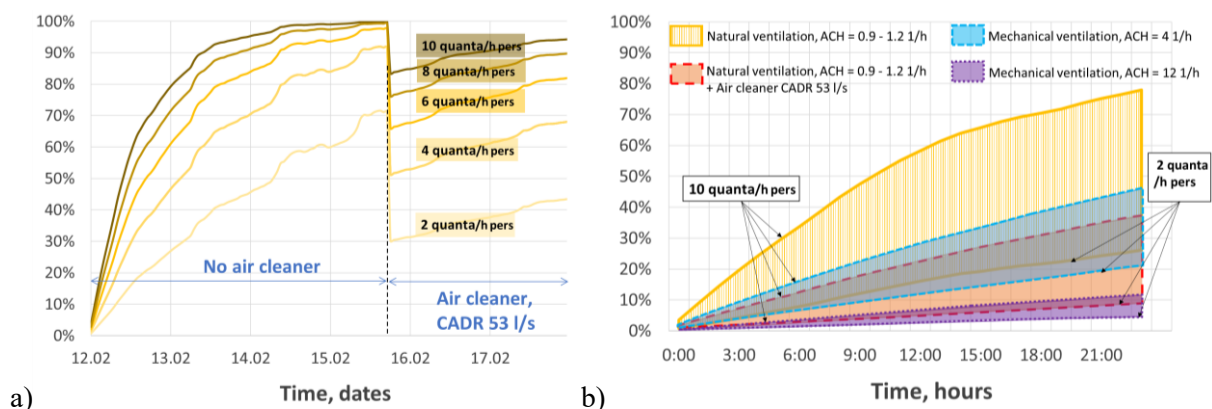 100%
90%
80%
70%
60%
50%
40%
30%
20%
10%
0%
10 quanta/h pers
8 quanta/h pers
6 quanta/h pers
4 quanta/h pers
2 quanta/h pers
No air cleaner
Air cleaner,
CADR 53 l/s
12.02 13.02 14.02 15.02 16.02 17.02
Time, dates
a)
100%
90%
80%
70%
60%
50%
40%
30%
20%
10%
0%
Natural ventilation, ACH = 0.9 - 1.2 1/h
Natural ventilation, ACH = 0.9 - 1.2 1/h
+ Air cleaner CADR 53 l/s
Mechanical ventilation, ACH = 4 1/h
Mechanical ventilation, ACH = 12 1/h
10 quanta/h pers
2 quanta
/h pers
0:00 3:00 6:00 9:00 12:00 15:00 18:00 21:00
Time, hours
b)